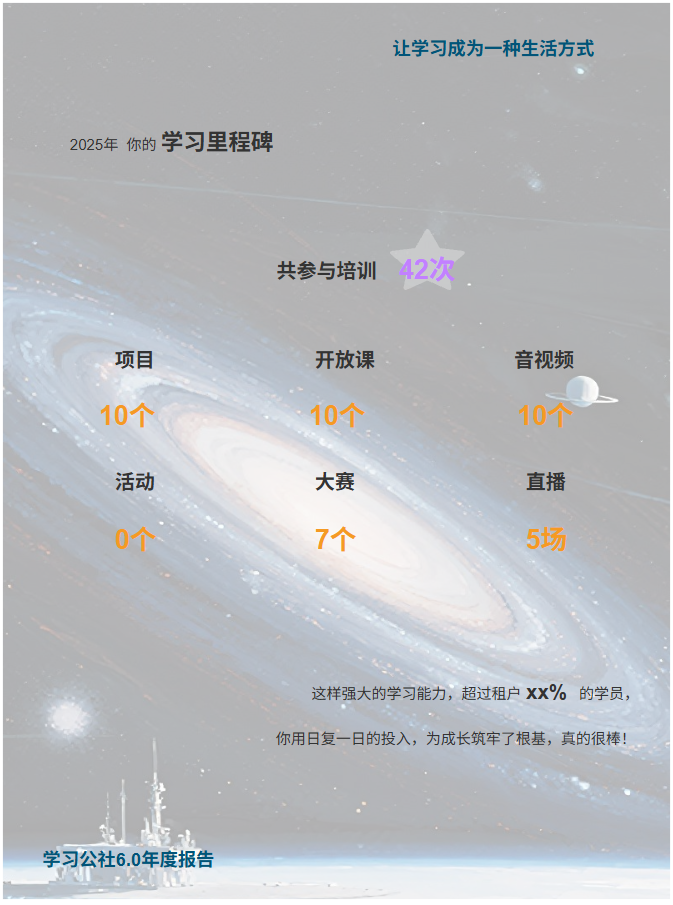 让学习成为一种生活方式
2025年 你的 学习里程碑
共参与培训 42次
项目 开放课 音视频
10个 10个 10个
活动 大赛 直播
0个 7个 5场
这样强大的学习能力，超过租户 xx% 的学员，
你用日复一日的投入，为成长筑牢了根基，真的很棒！
学习公社6.0年度报告